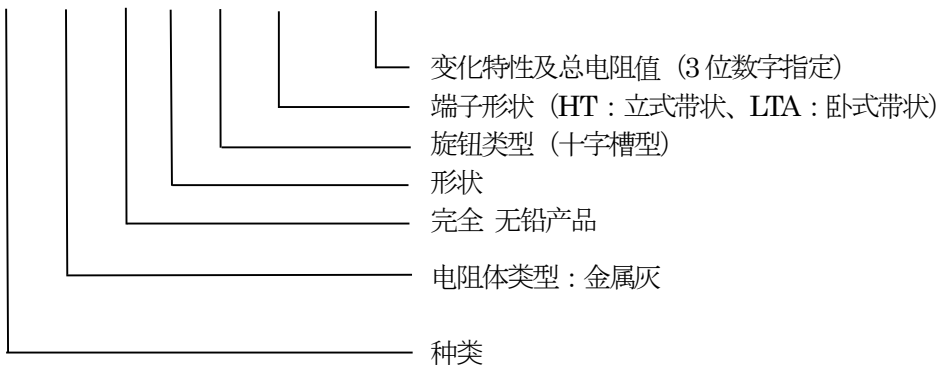 变化特性及总电阻值（3位数字指定）
端子形状（HT：立式带状、LTA：卧式带状）
旋钮类型（十字槽型）
形状
完全 无铅产品
电阻体类型：金属灰
种类